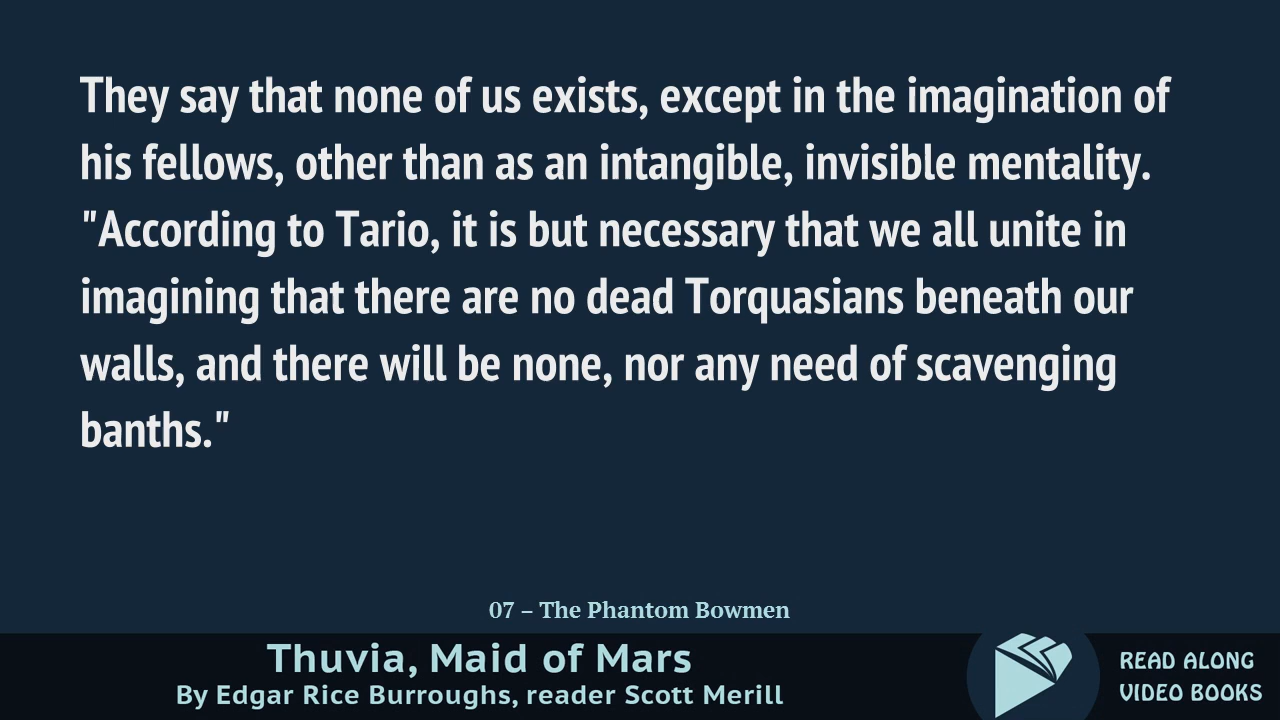 They say that none of us exists, except in the imagination of
his fellows, other than as an intangible, invisible mentality.
"According to Tario, it is but necessary that we all unite in
imagining that there are no dead Torquasians beneath our
walls, and there will be none, nor any need of scavenging
banths."
07 – The Phantom Bowmen
Thuvia, Maid of Mars
By Edgar Rice Burroughs, reader Scott Merill
READ ALONG
VIDEO BOOKS